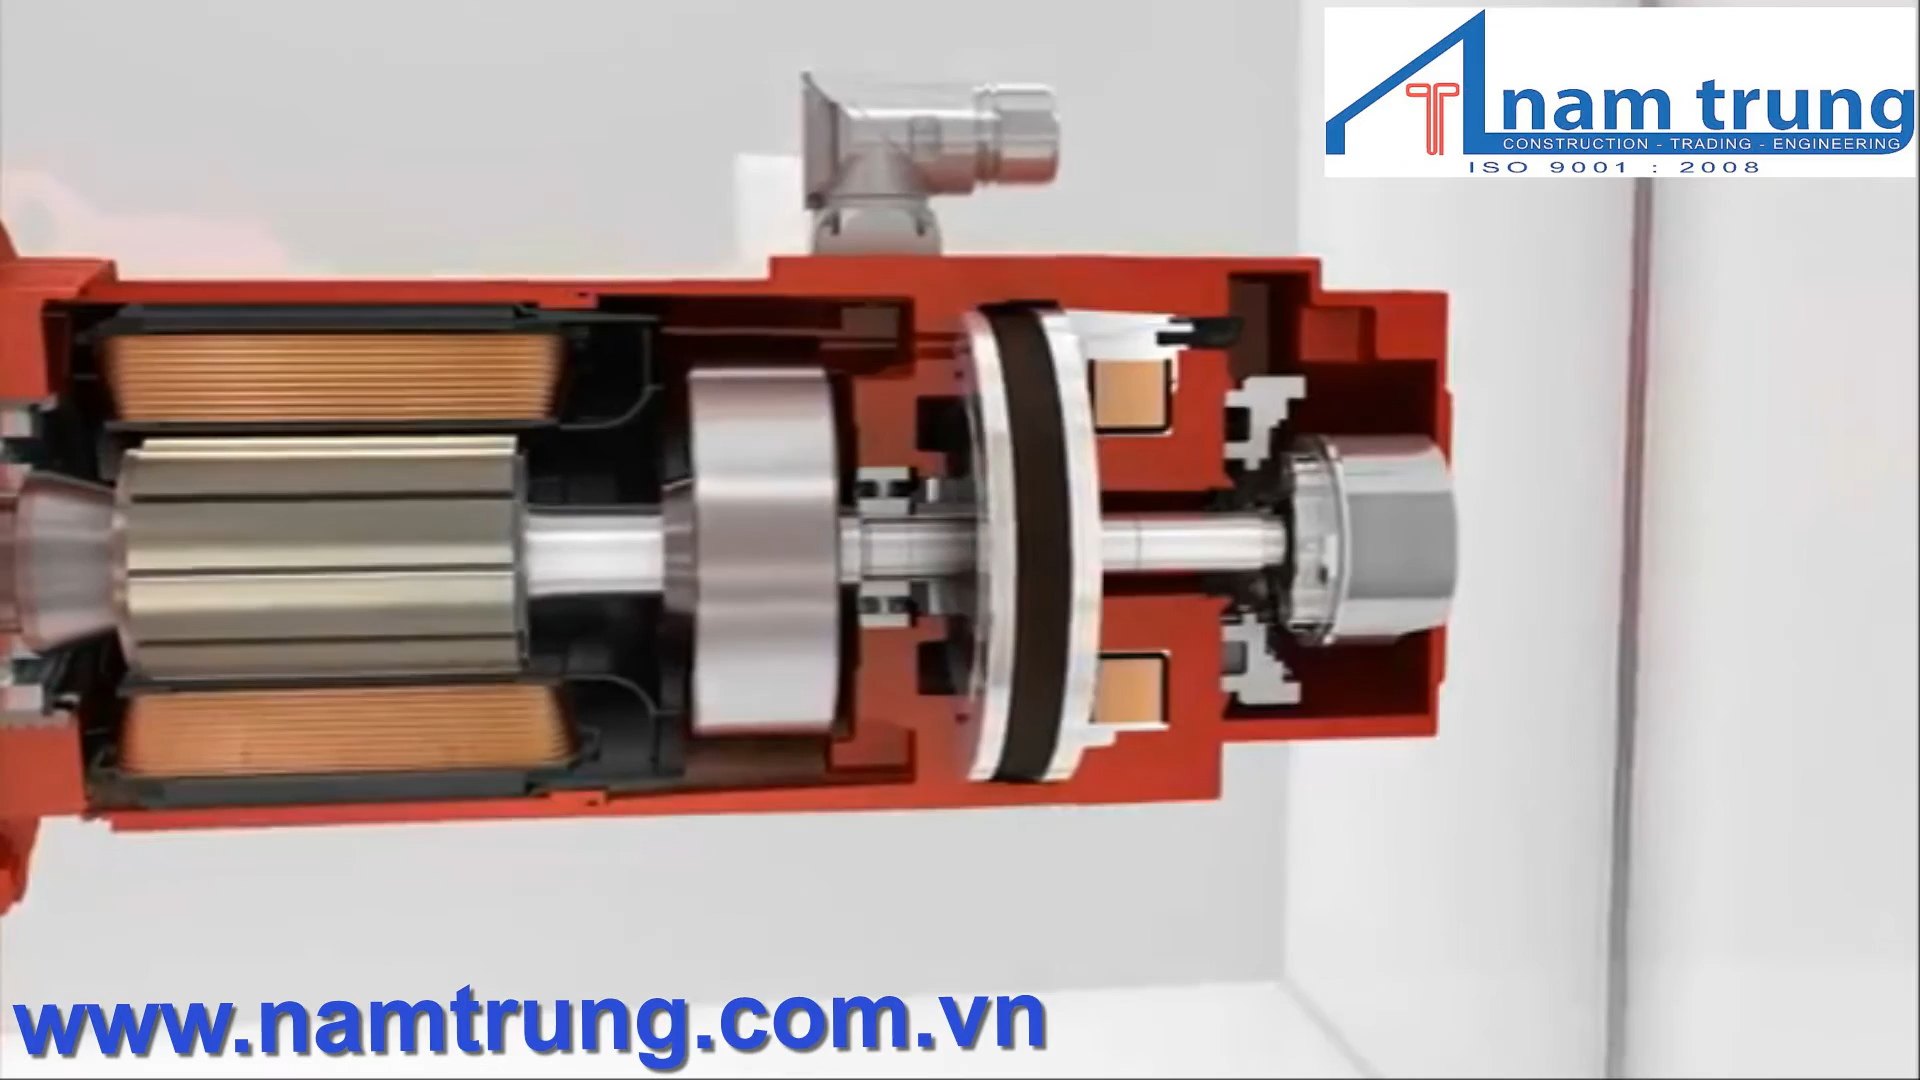 nam trung
CONSTRUCTION - TRADING - ENGINEERING
ISO 9001 : 2008
www.namtrung.com.vn